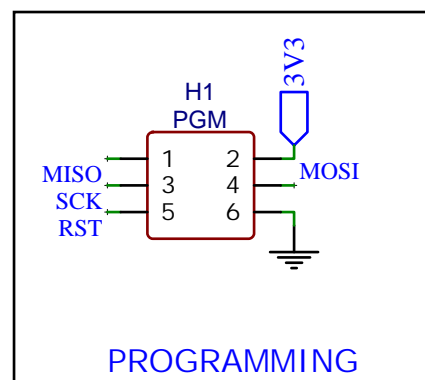 3V3
H1
PGM
1 2
MISO
MOSI
3 4
SCK
5 6
RST
PROGRAMMING